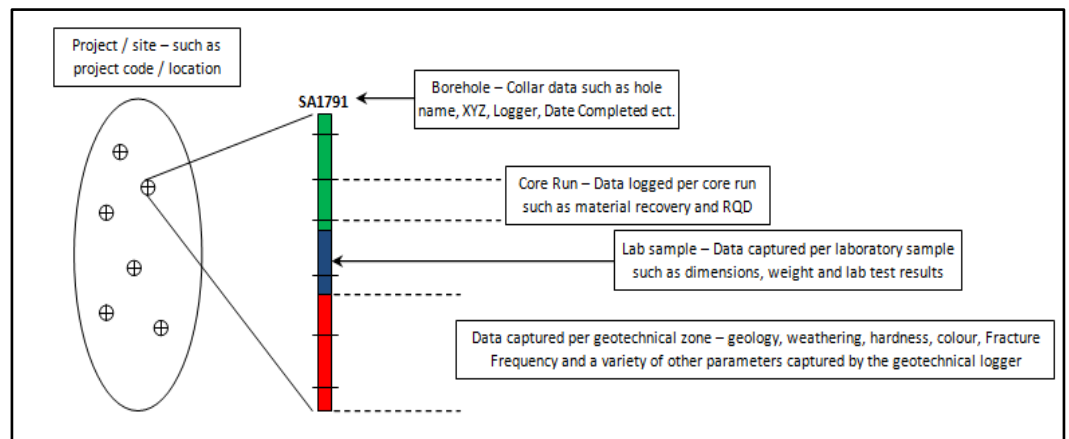 Project / site – such as
project code / location
Borehole – Collar data such as hole
name, XYZ, Logger, Date Completed ect.
SA1791
Core Run – Data logged per core run
such as material recovery and RQD
Lab sample – Data captured per laboratory sample
such as dimensions, weight and lab test results
Data captured per geotechnical zone – geology, weathering, hardness, colour, Fracture
Frequency and a variety of other parameters captured by the geotechnical logger